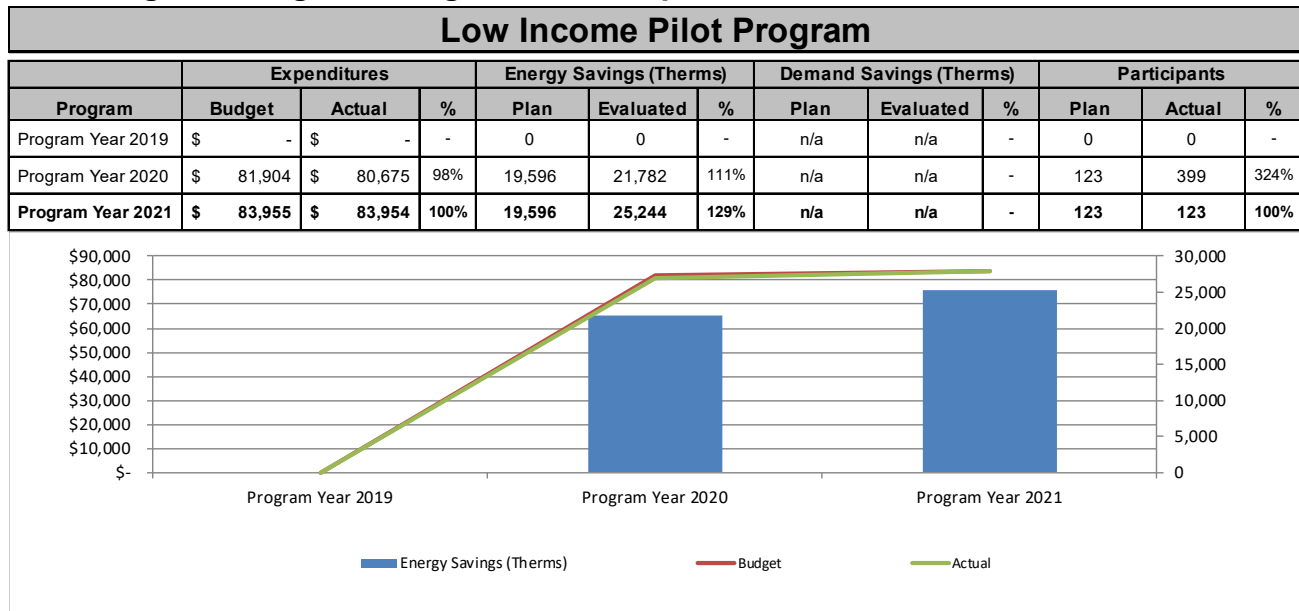 Low Income Pilot Program
Expenditures Energy Savings (Therms) Demand Savings (Therms) Participants
Program Budget Actual % Plan Evaluated % Plan Evaluated % Plan Actual %
Program Year 2019 $ - $ - - 0 0 - n/a n/a - 0 0 -
Program Year 2020 $ 81,904 $ 80,675 98% 19,596 21,782 111% n/a n/a - 123 399 324%
Program Year 2021 $ 83,955 $ 83,954 100% 19,596 25,244 129% n/a n/a - 123 123 100%
$90,000 30,000
$80,000 25,000
$70,000
$60,000 20,000
$50,000 15,000
$40,000
$30,000 10,000
$20,000
$10,000 5,000
$- 0
Program Year 2019 Program Year 2020 Program Year 2021
Energy Savings (Therms) Budget Actual